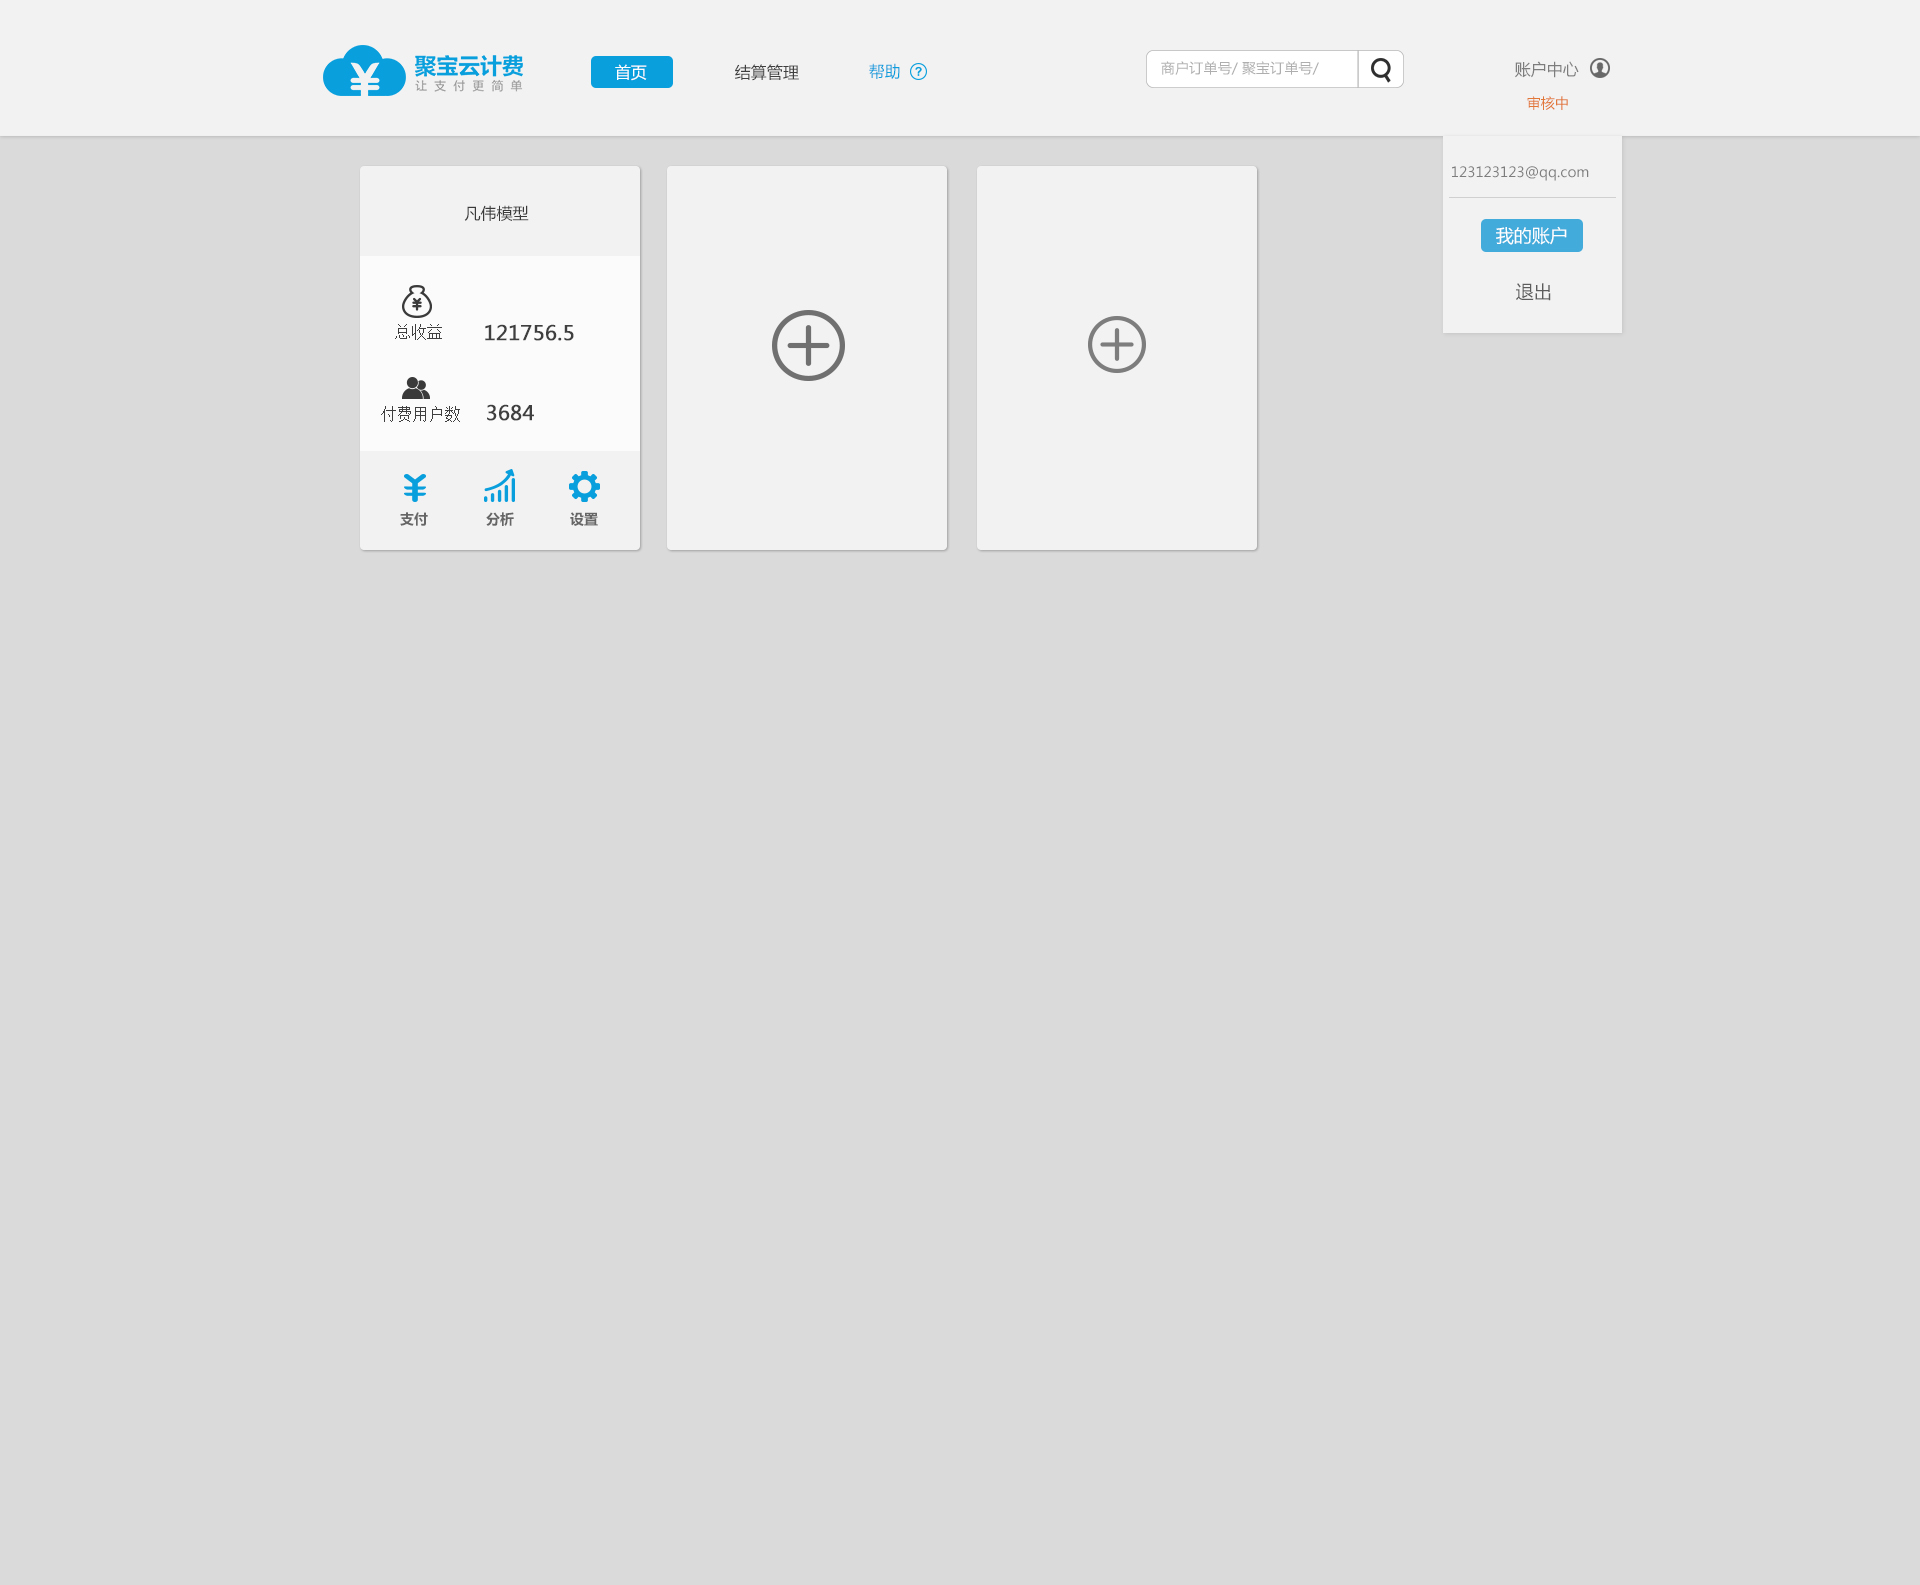 聚宝云计费
让支付更简单
首页
结算管理
帮助 ?
商户订单号/ 聚宝订单号/
账户中心
审核中
123123123@qq.com
我的账户
退出
凡伟模型
总收益
121756.5
付费用户数
3684
支付
分析
设置